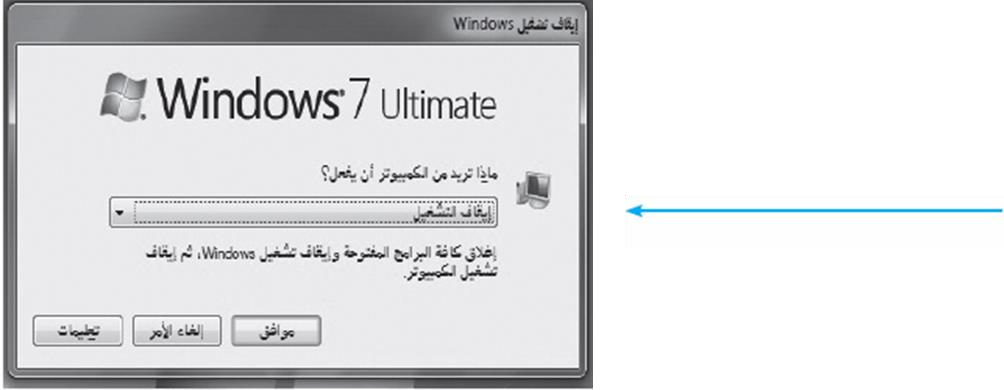 إيقاف تشغيل Windows
Windows 7 Ultimate
ماذا تريد من الكمبيوتر أن يفعل؟
إيقاف التشغيل
إغلاق كافة البرامج المفتوحة وإيقاف تشغيل Windows، ثم إيقاف
تشغيل الكمبيوتر.
موافق إلغاء الأمر تعليمات